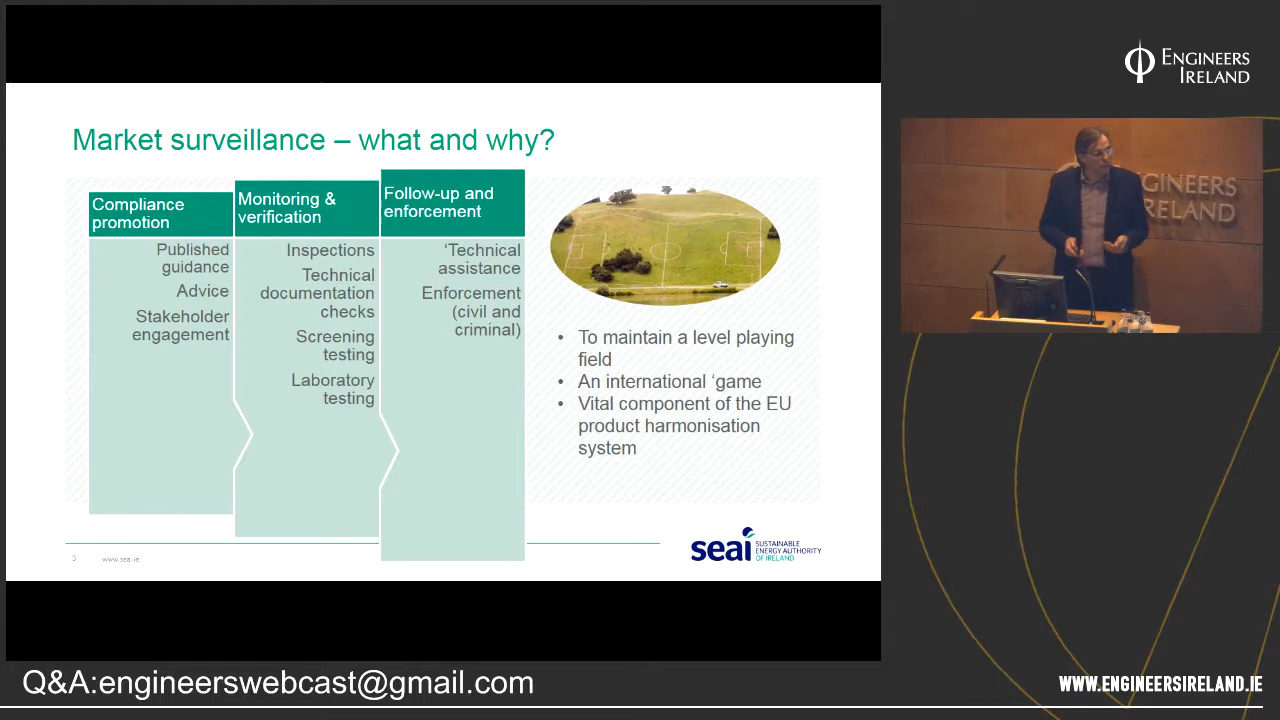 Market surveillance – what and why?
Compliance
promotion
Published
guidance
Advice
Stakeholder
engagement
Monitoring &
verification
Inspections
Technical
documentation
checks
Screening
testing
Laboratory
testing
Follow-up and
enforcement
‘Technical
assistance
Enforcement
(civil and
criminal)
• To maintain a level playing
field
• An international ‘game
• Vital component of the EU
product harmonisation
system
3 www.seai.ie
seai SUSTAINABLE
ENERGY AUTHORITY
OF IRELAND
ENGINEERS
IRELAND
NGINEERS
RELAND
Q&A:engineerswebcast@gmail.com
WWW.ENGINEERSIRELAND.IE